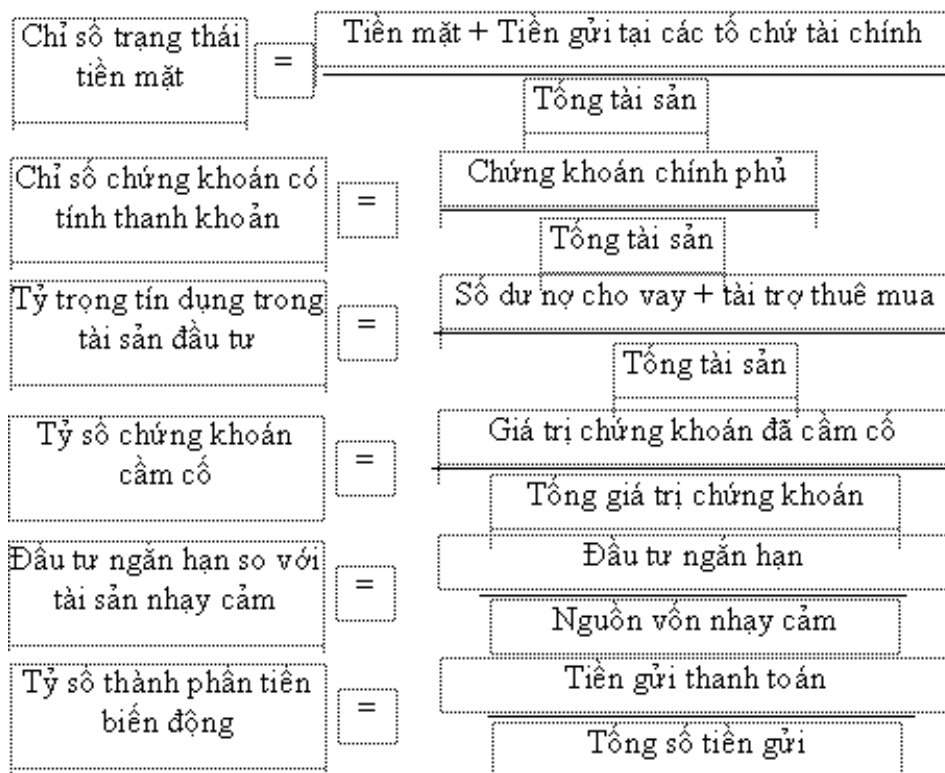 Chỉ số trạng thái
tiền mặt
=
Tiền mặt + Tiền gửi tại các tổ chứ tài chính
Tổng tài sản
Chỉ số chứng khoán có
tính thanh khoản
=
Chứng khoán chính phủ
Tổng tài sản
Tỷ trọng tín dụng trong
tài sản đầu tư
=
Số dư nợ cho vay + tài trợ thuê mua
Tổng tài sản
Tỷ số chứng khoán
cầm cố
=
Giá trị chứng khoán đã cầm cố
Tổng giá trị chứng khoán
Đầu tư ngắn hạn so với
tài sản nhạy cảm
=
Đầu tư ngắn hạn
Nguồn vốn nhạy cảm
Tỷ số thành phần tiền
biến động
=
Tiền gửi thanh toán
Tổng số tiền gửi